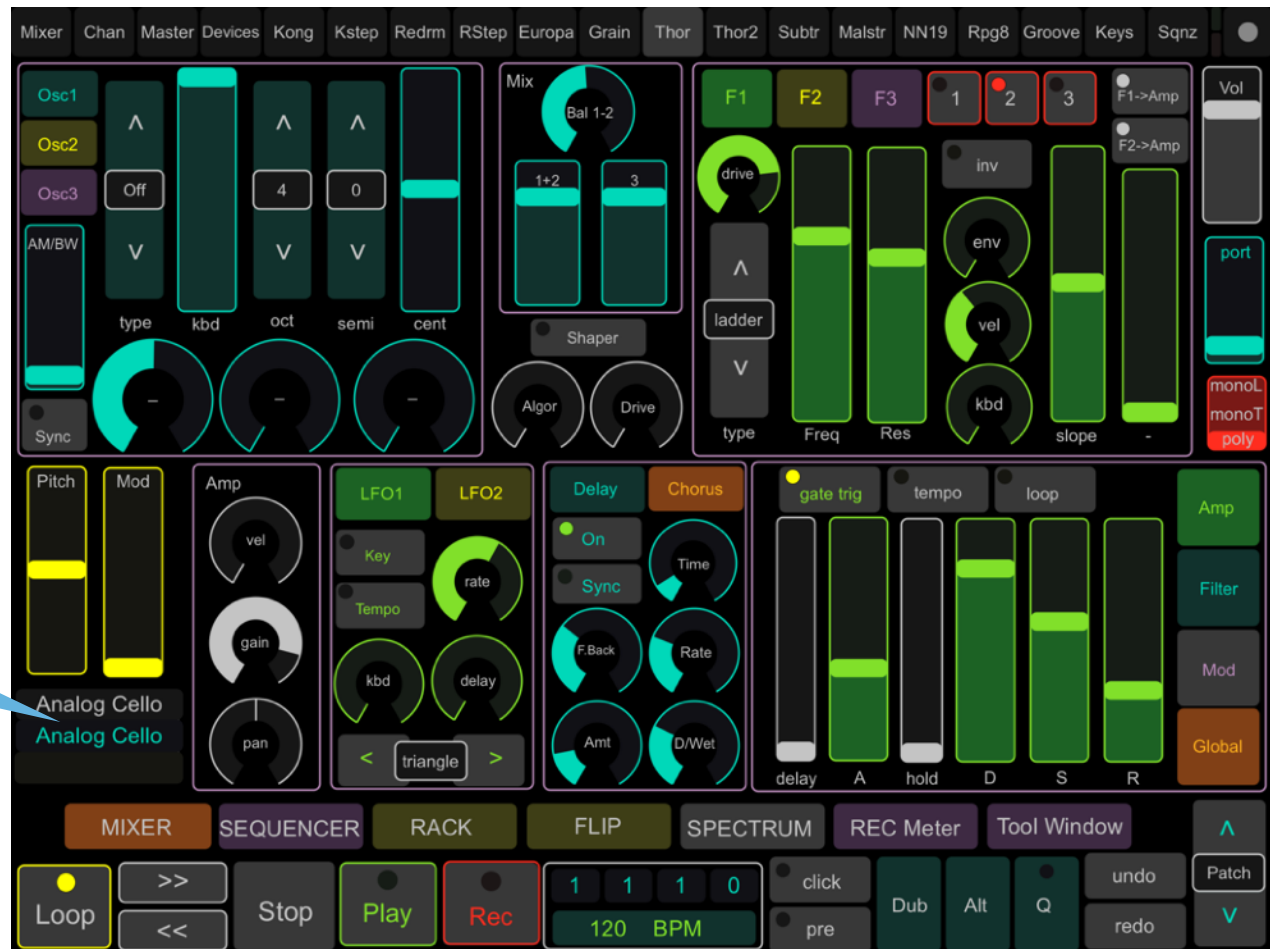 Mixer Chan Master Devices Kong Kstep Redrm RStep Europa Grain Thor Thor2 Subtr Malstr NN19 Rpg8 Groove Keys Sqnz
Osc1
Osc2
Osc3
Off
4
0
AM/BW
type kbd oct semi cent
–
–
–
Sync
Mix
Bal 1-2
1+2
3
Shaper
Algor
Drive
F1
F2
F3
1
2
3
F1->Amp
F2->Amp
drive
inv
env
ladder
vel
kbd
type Freq Res slope -
Vol
port
monoL
monoT
poly
Pitch
Mod
Analog Cello
Analog Cello
Amp
vel
gain
pan
LFO1
LFO2
Key
Tempo
rate
kbd
delay
< triangle >
Delay
Chorus
On
Sync
Time
F.Back
Rate
Amt
D/Wet
gate trig
tempo
loop
delay A hold D S R
Amp
Filter
Mod
Global
MIXER SEQUENCER RACK FLIP SPECTRUM REC Meter Tool Window
Loop
>>
<<
Stop
Play
Rec
1 1 1 0
120 BPM
click
pre
Dub
Alt
Q
undo
redo
Patch